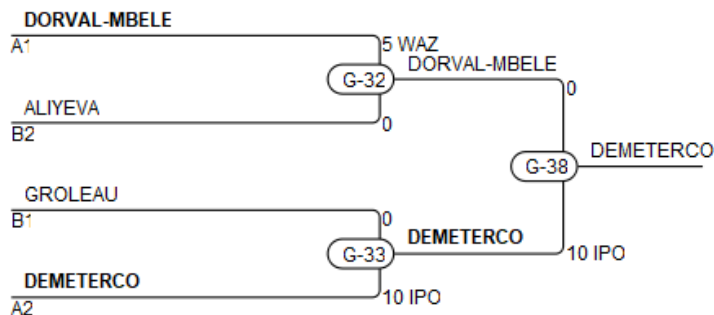 DORVAL-MBELE
A1
5 WAZ
G-32
DORVAL-MBELE
ALIYEVA
B2
0
0
G-38
DEMETERCO
GROLEAU
B1
0
G-33
DEMETERCO
10 IPO
DEMETERCO
A2
10 IPO